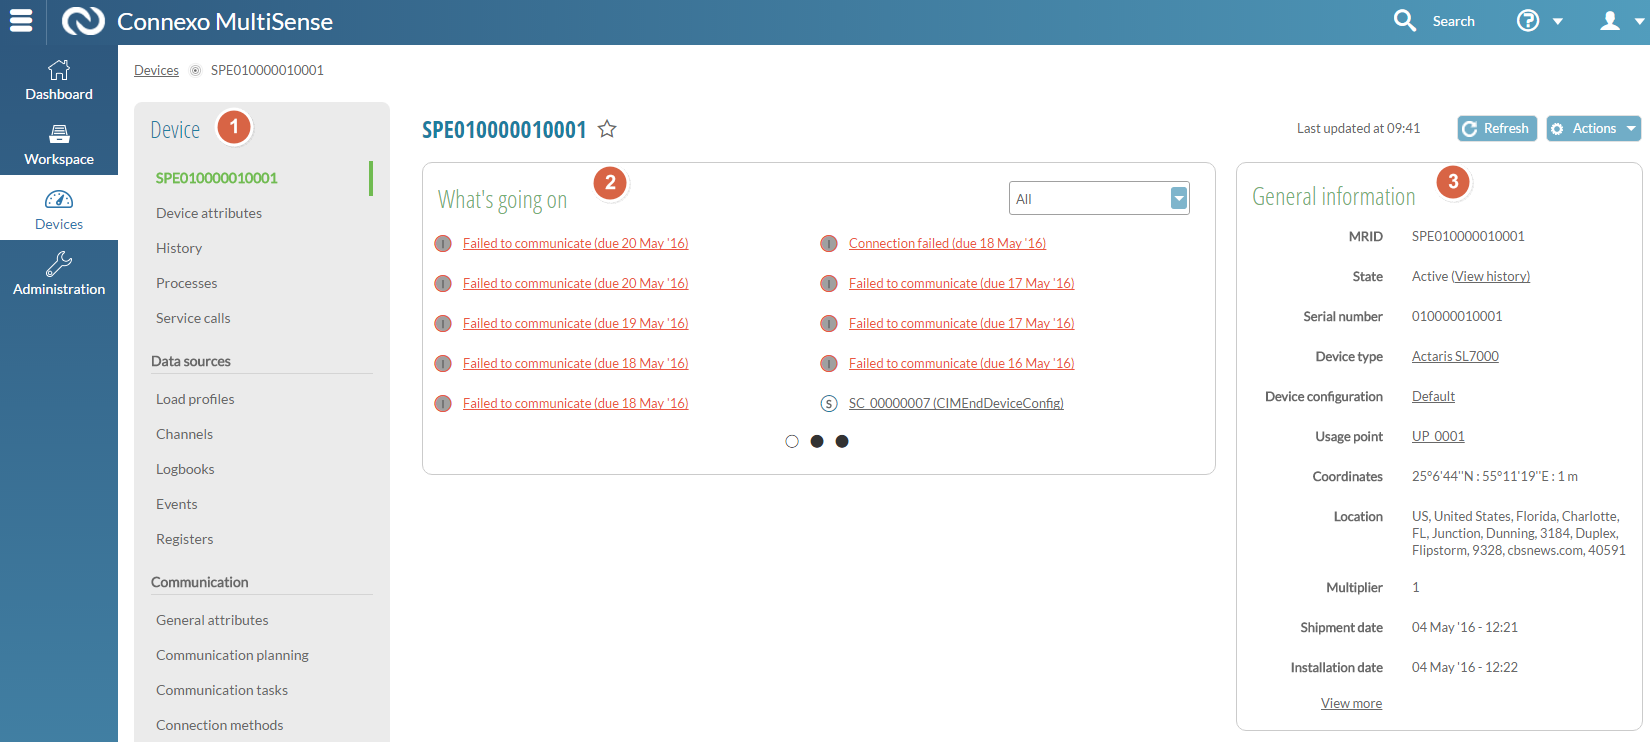 Connexo MultiSense
Search
?
Dashboard
Workspace
Devices
Administration
Devices SPE010000010001
Device 1
SPE010000010001
Device attributes
History
Processes
Service calls
Data sources
Load profiles
Channels
Logbooks
Events
Registers
Communication
General attributes
Communication planning
Communication tasks
Connection methods
SPE010000010001
Last updated at 09:41
Refresh
Actions
What's going on 2
All
I Failed to communicate (due 20 May '16)
I Failed to communicate (due 20 May '16)
I Failed to communicate (due 19 May '16)
I Failed to communicate (due 18 May '16)
I Failed to communicate (due 18 May '16)
I Connection failed (due 18 May '16)
I Failed to communicate (due 17 May '16)
I Failed to communicate (due 17 May '16)
I Failed to communicate (due 16 May '16)
S SC_00000007 (CIMEndDeviceConfig)
General information 3
MRID SPE010000010001
State Active (View history)
Serial number 010000010001
Device type Actaris SL7000
Device configuration Default
Usage point UP_0001
Coordinates 25°6'44''N : 55°11'19''E : 1 m
Location US, United States, Florida, Charlotte,
FL, Junction, Dunning, 3184, Duplex,
Flipstorm, 9328, cbsnews.com, 40591
Multiplier 1
Shipment date 04 May '16 - 12:21
Installation date 04 May '16 - 12:22
View more